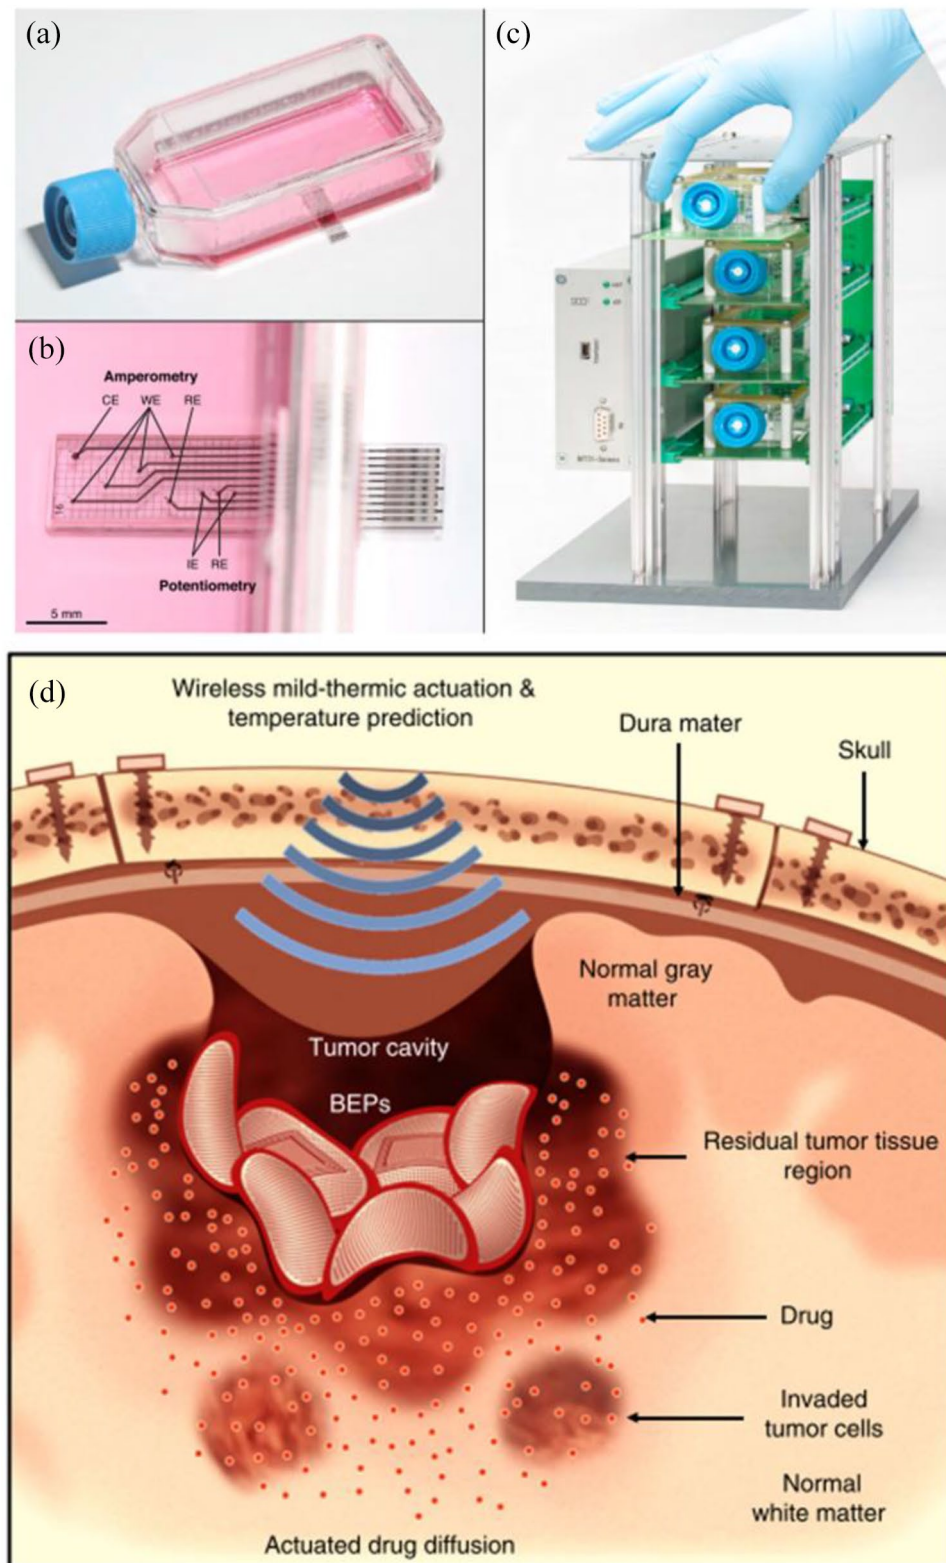 (a)
(b)
Amperometry
CE WE RE
16
IE RE
Potentiometry
5 mm
(c)
(d)
Wireless mild-thermic actuation &
temperature prediction
Dura mater
Skull
Normal gray
matter
Tumor cavity
BEPs
Residual tumor tissue
region
Drug
Invaded
tumor cells
Normal
white matter
Actuated drug diffusion